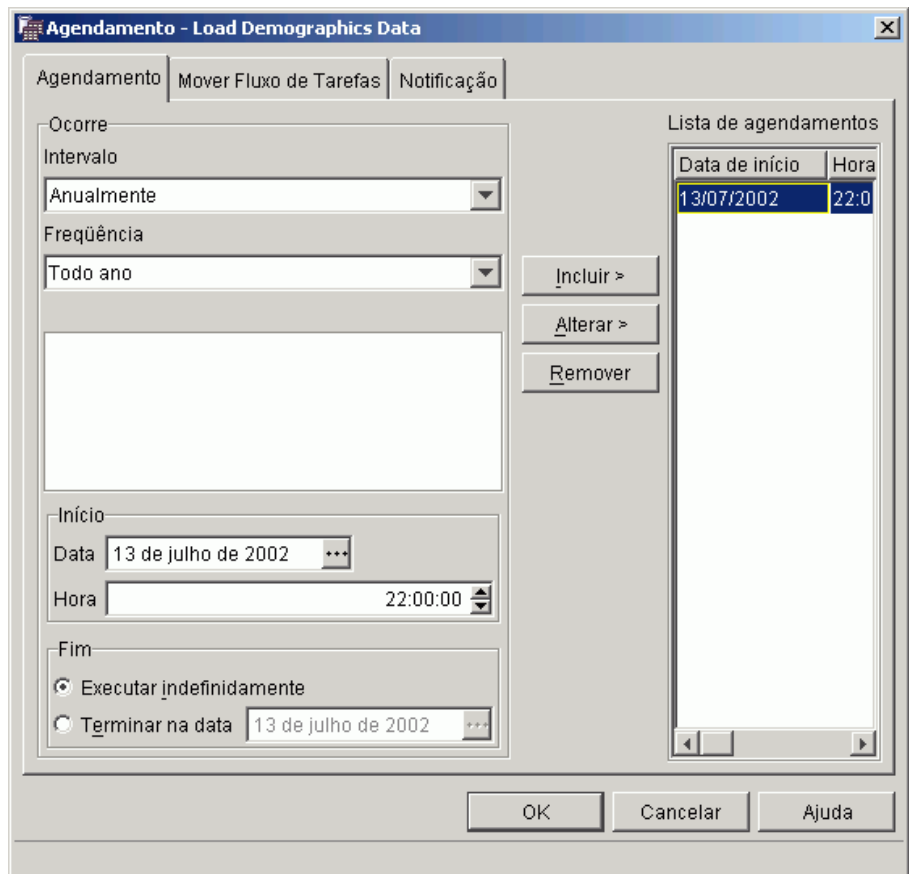 Agendamento - Load Demographics Data
Agendamento
Mover Fluxo de Tarefas
Notificação
Ocorre
Intervalo
Anualmente
Freqüência
Todo ano
Incluir >
Alterar >
Remover
Início
Data 13 de julho de 2002 ...
Hora 22:00:00
Fim
Executar indefinidamente
Terminar na data 13 de julho de 2002 ...
Lista de agendamentos
Data de início Hora
13/07/2002 22:0
OK
Cancelar
Ajuda